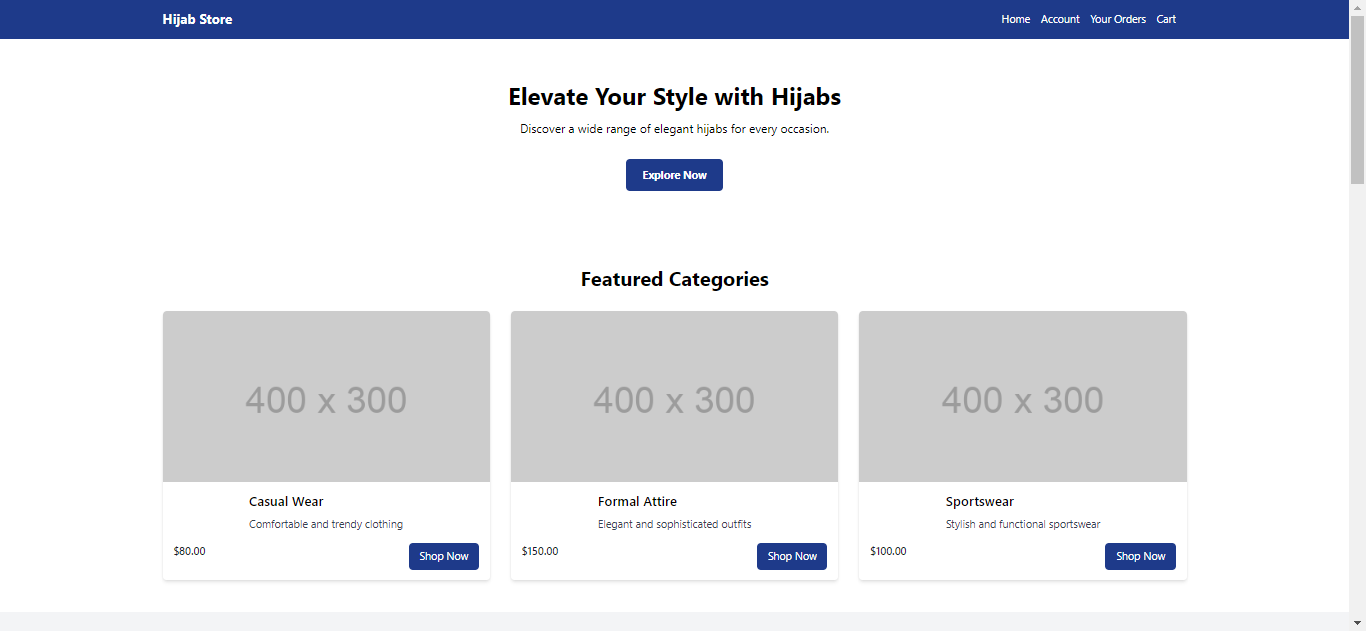 Hijab Store
Home Account Your Orders Cart
Elevate Your Style with Hijabs
Discover a wide range of elegant hijabs for every occasion.
Explore Now
Featured Categories
400 x 300
Casual Wear
Comfortable and trendy clothing
$80.00
Shop Now
400 x 300
Formal Attire
Elegant and sophisticated outfits
$150.00
Shop Now
400 x 300
Sportswear
Stylish and functional sportswear
$100.00
Shop Now